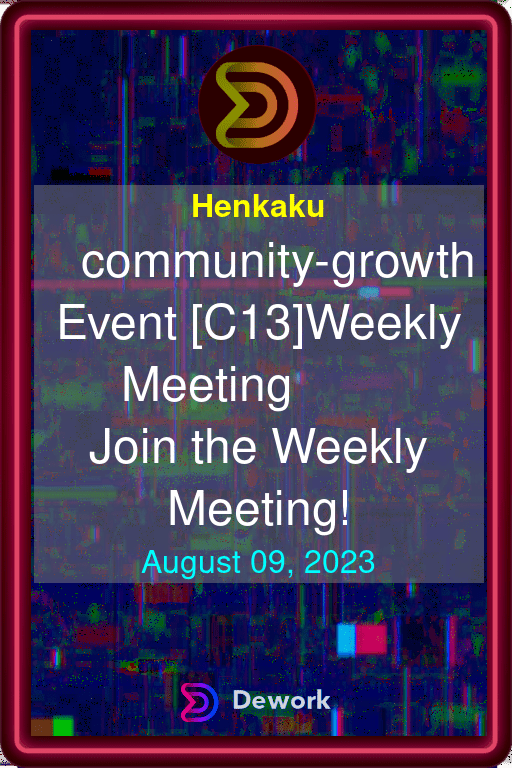 Henkaku
community-growth
Event [C13]Weekly
Meeting
Join the Weekly
Meeting!
August 09, 2023
Dework